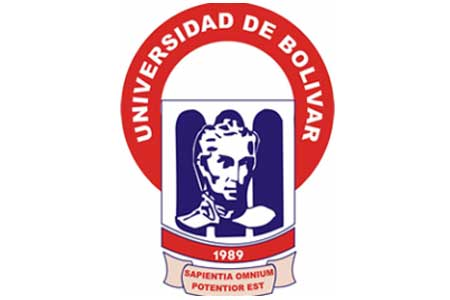 UNIVERSIDAD DE BOLIVAR
1989
SAPIENTIA OMNIUM
POTENTIOR EST